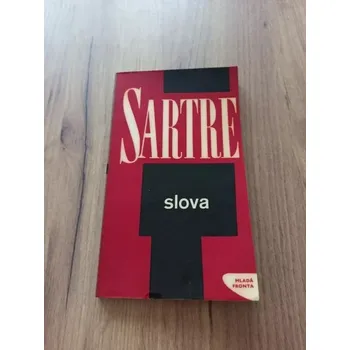 SARTRE
slova
MLADÁ
FRONTA